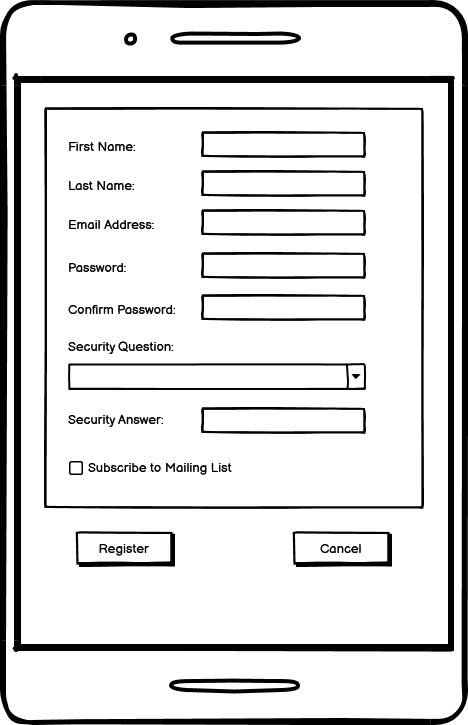 First Name:
Last Name:
Email Address:
Password:
Confirm Password:
Security Question:
Security Answer:
Subscribe to Mailing List
Register
Cancel